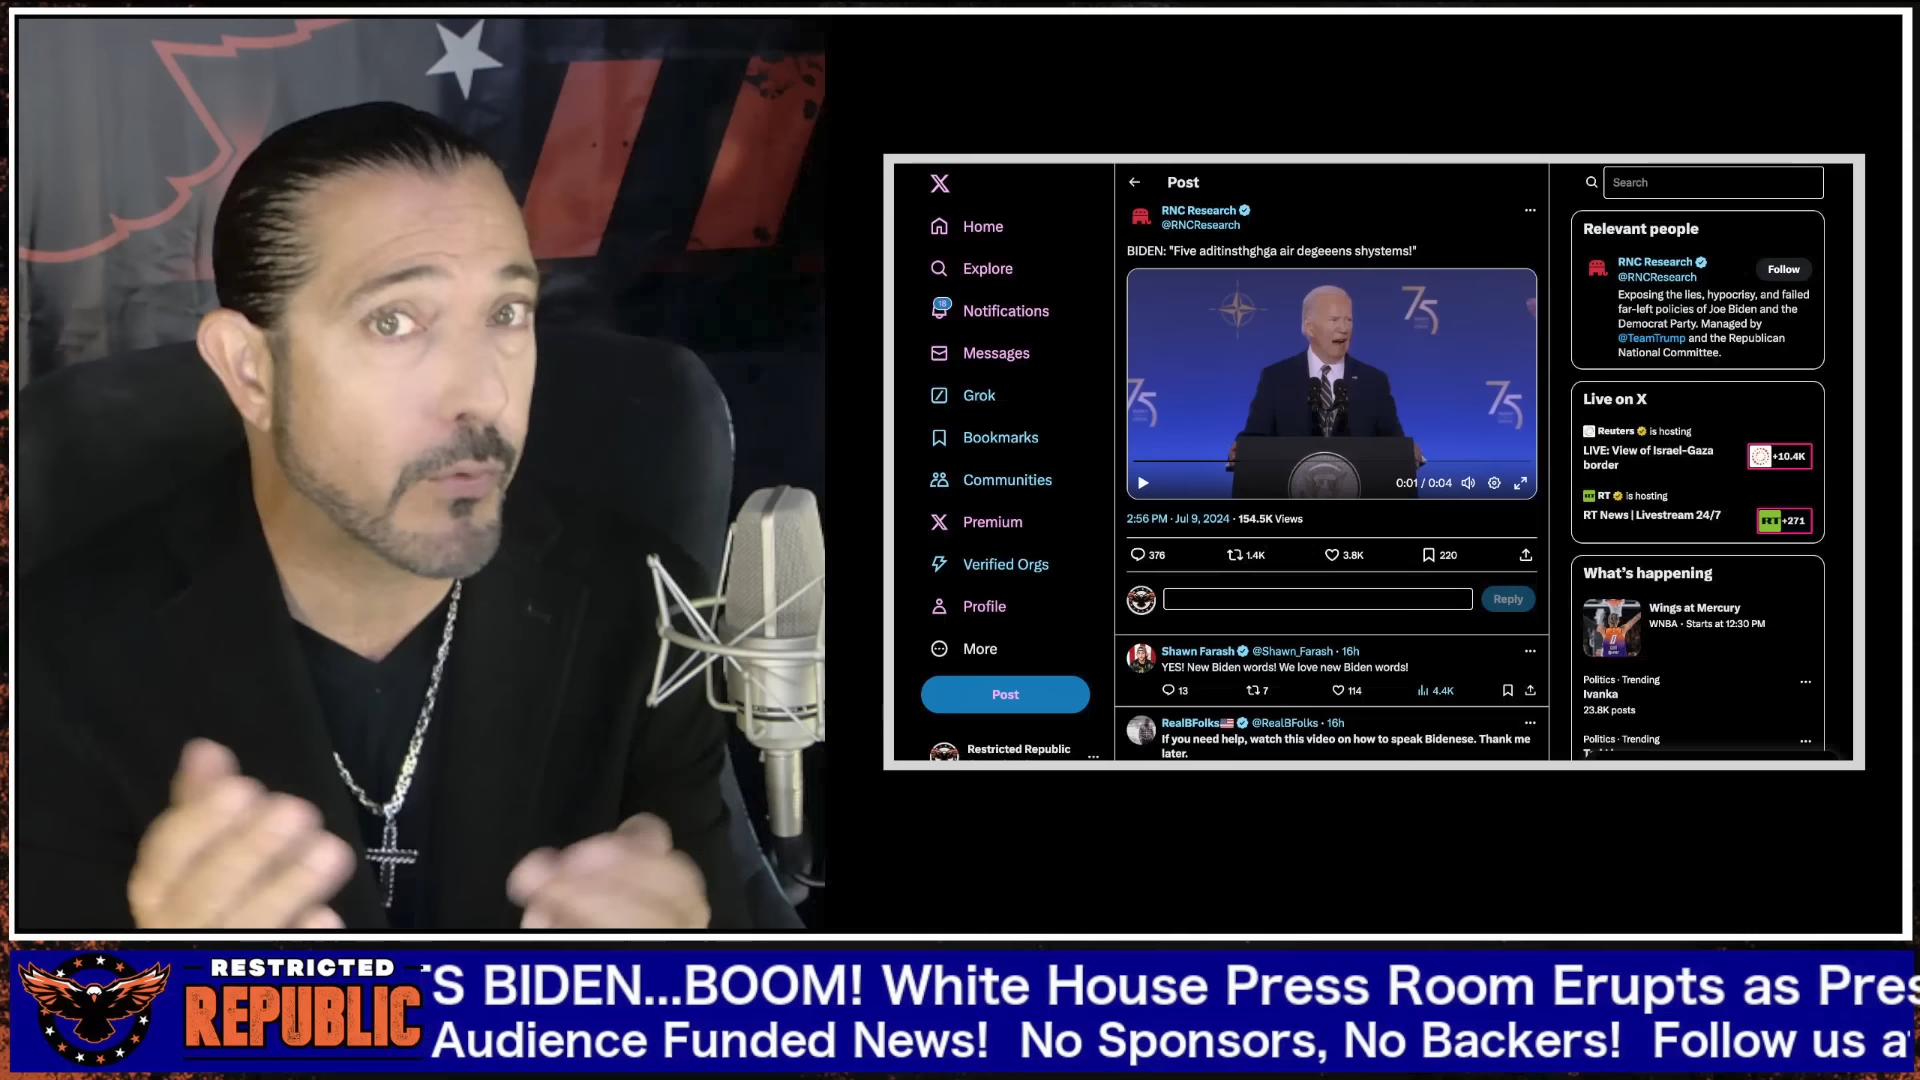 Home
Explore
18
Notifications
Messages
Grok
Bookmarks
Communities
Premium
Verified Orgs
Profile
More
Post
Restricted Republic
Post
RNC Research
@RNCResearch
BIDEN: "Five aditinsthghga air degeeens shystems!"
75
75
75
0:01 / 0:04
2:56 PM · Jul 9, 2024 · 154.5K Views
376 1.4K 3.8K 220
Reply
Shawn Farash @Shawn_Farash · 16h
YES! New Biden words! We love new Biden words!
13 7 114 4.4K
RealBFolks @RealBFolks · 16h
If you need help, watch this video on how to speak Bidenese. Thank me
later.
Search
Relevant people
RNC Research
@RNCResearch
Follow
Exposing the lies, hypocrisy, and failed
far-left policies of Joe Biden and the
Democrat Party. Managed by
@TeamTrump and the Republican
National Committee.
Live on X
Reuters is hosting
LIVE: View of Israel-Gaza
border
+10.4K
RT RT is hosting
RT News | Livestream 24/7
RT +271
What's happening
Wings at Mercury
WNBA · Starts at 12:30 PM
Politics · Trending
Ivanka
23.8K posts
Politics · Trending
RESTRICTED
REPUBLIC
'S BIDEN...BOOM! White House Press Room Erupts as Pres
Audience Funded News! No Sponsors, No Backers! Follow us a